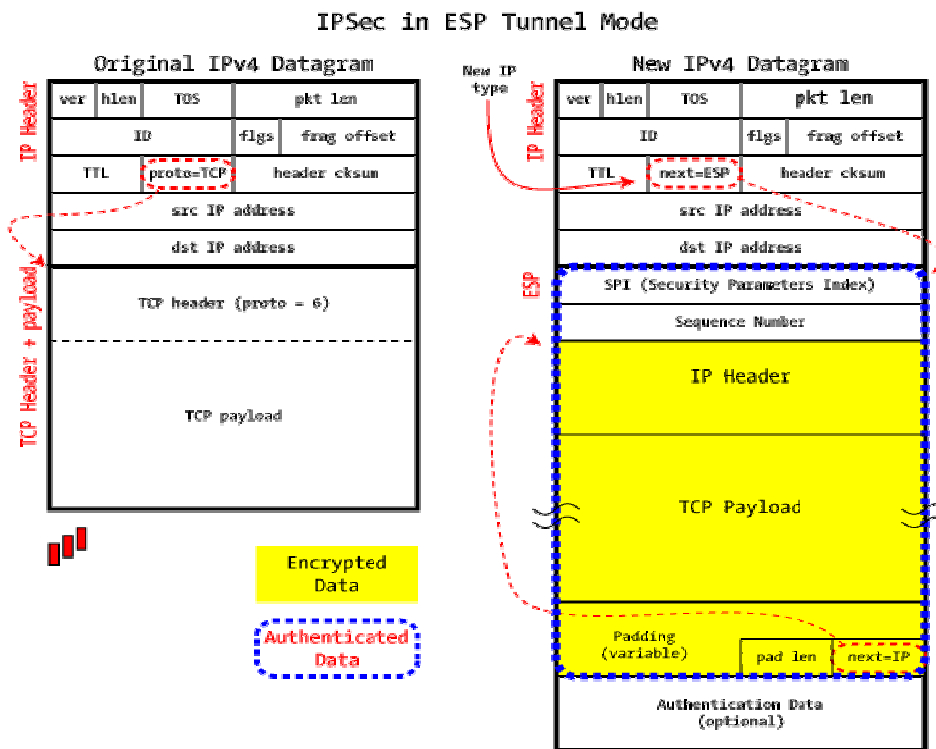 IPSec in ESP Tunnel Mode
Original IPv4 Datagram
IP Header
ver hlen TOS pkt len
ID flgs frag offset
TTL proto=TCP header cksum
src IP address
dst IP address
TCP Header + payload
TCP header (proto = 6)
TCP payload
Encrypted
Data
Authenticated
Data
New IP
type
New IPv4 Datagram
IP Header
ver hlen TOS pkt len
ID flgs frag offset
TTL next=ESP header cksum
src IP address
dst IP address
ESP
SPI (Security Parameters Index)
Sequence Number
IP Header
TCP Payload
Padding
(variable)
pad len next=IP
Authentication Data
(optional)